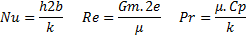 Nu = h2b/k Re = Gm.2e/μ Pr = μ.Cp/k